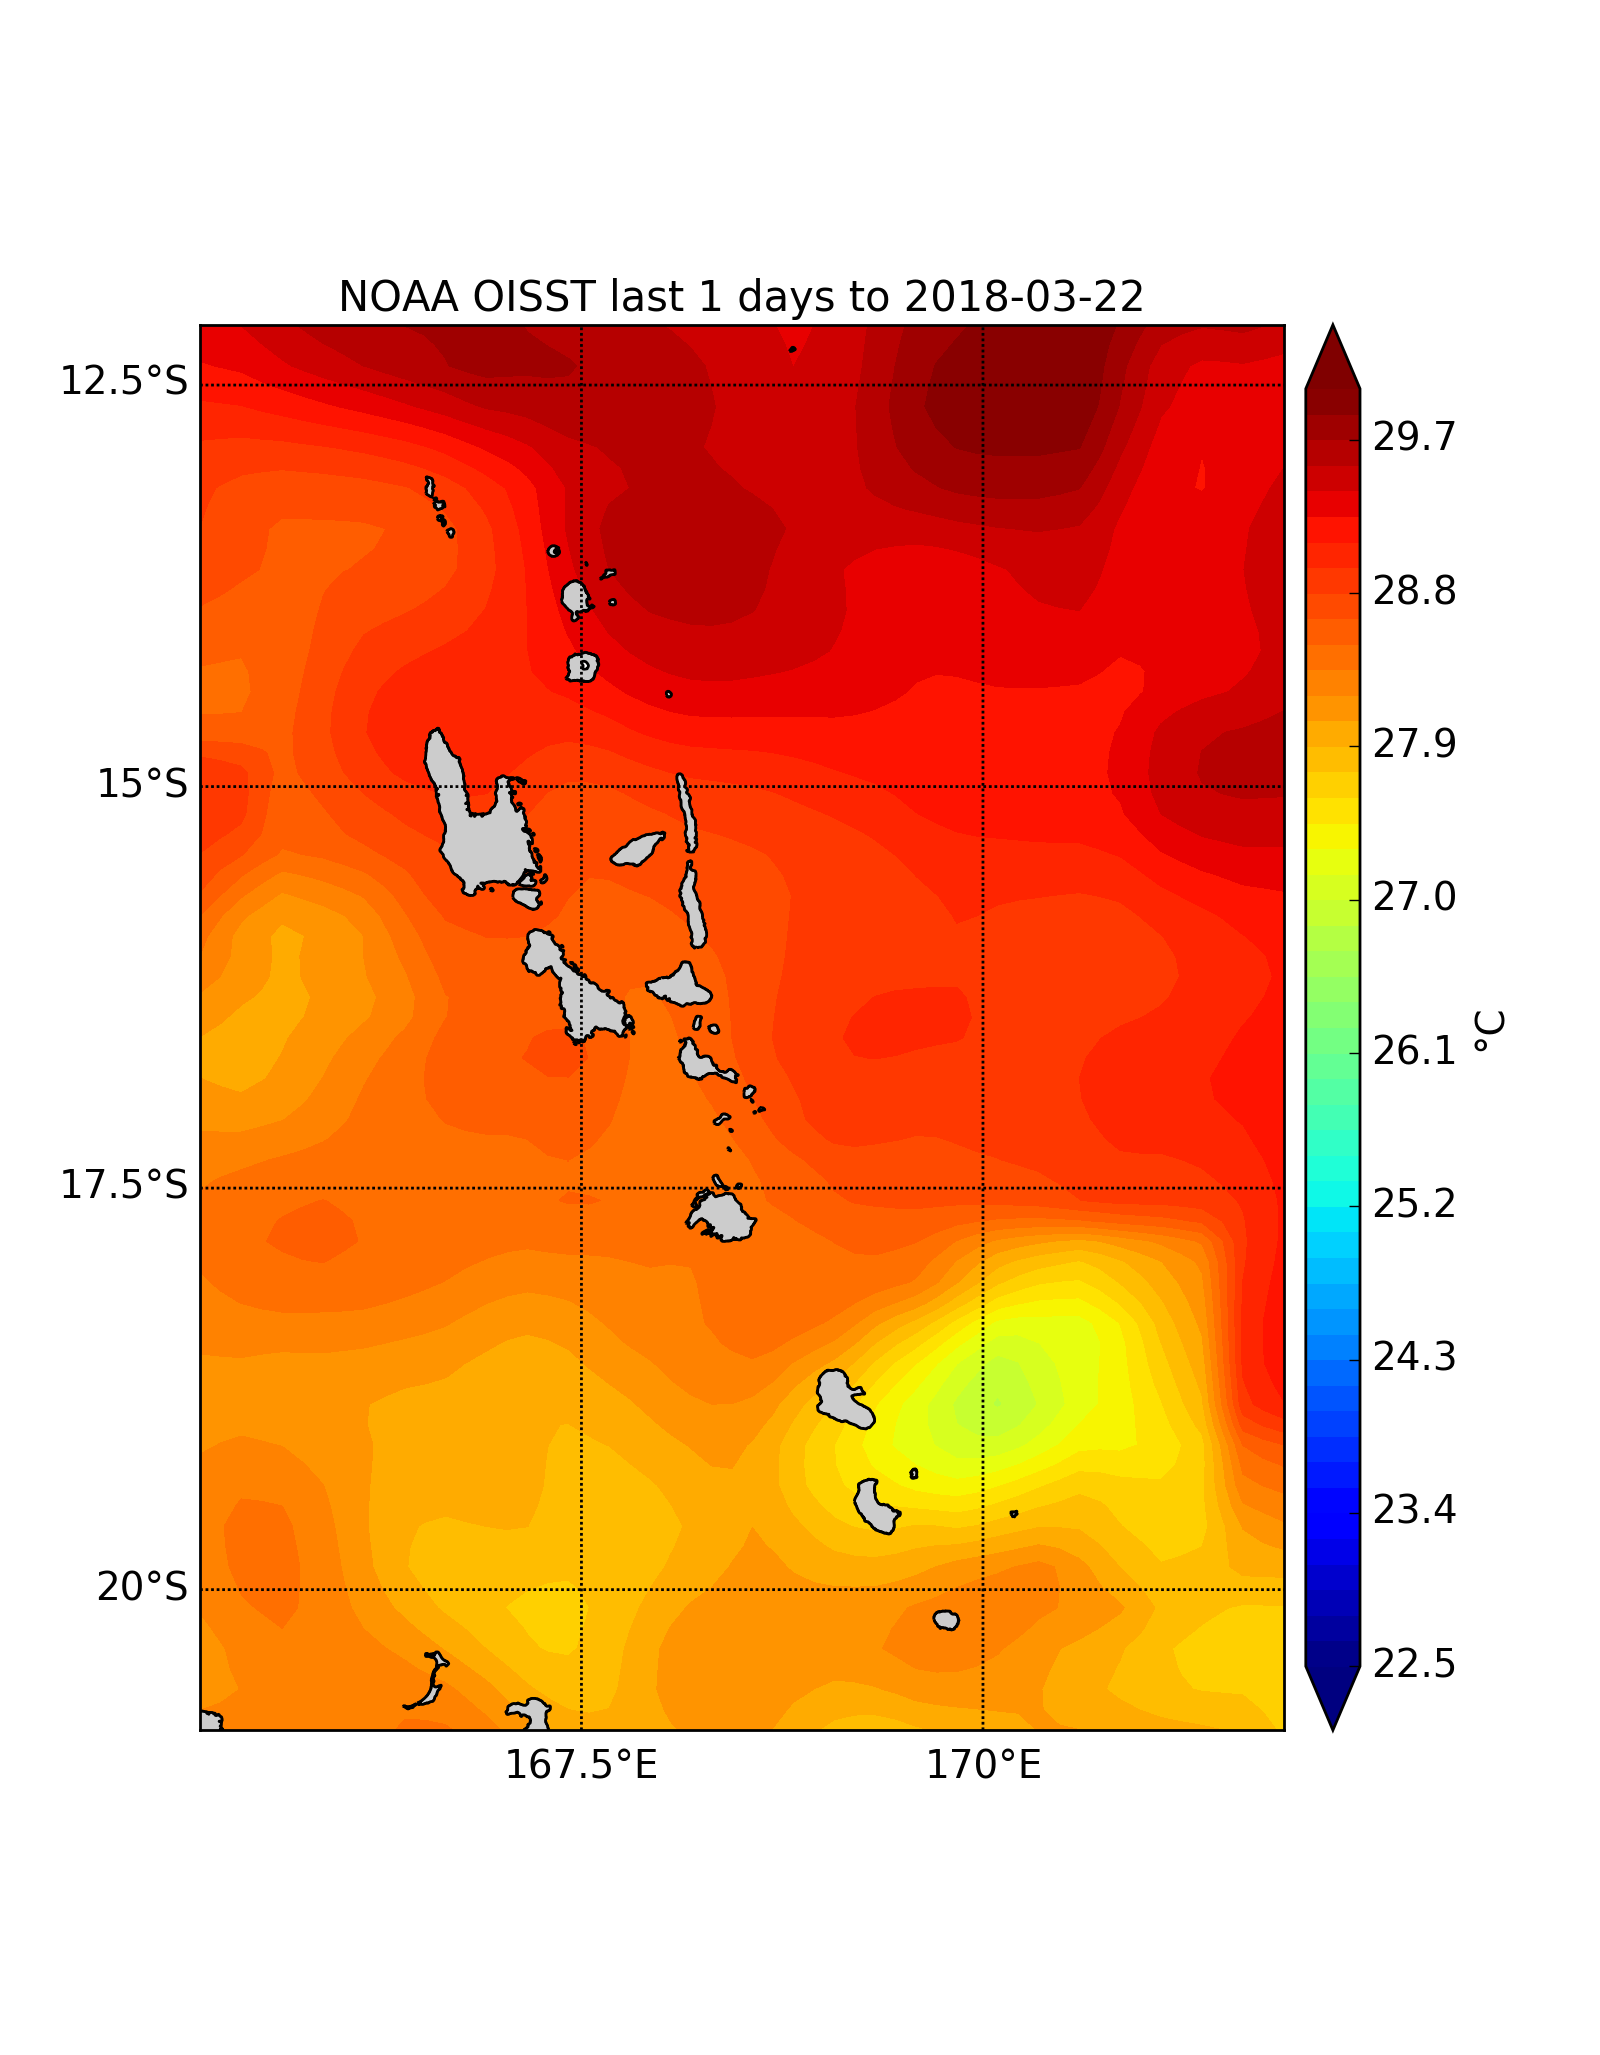 NOAA OISST last 1 days to 2018-03-22
12.5°S
15°S
17.5°S
20°S
167.5°E
170°E
29.7
28.8
27.9
27.0
26.1
25.2
24.3
23.4
22.5
°C